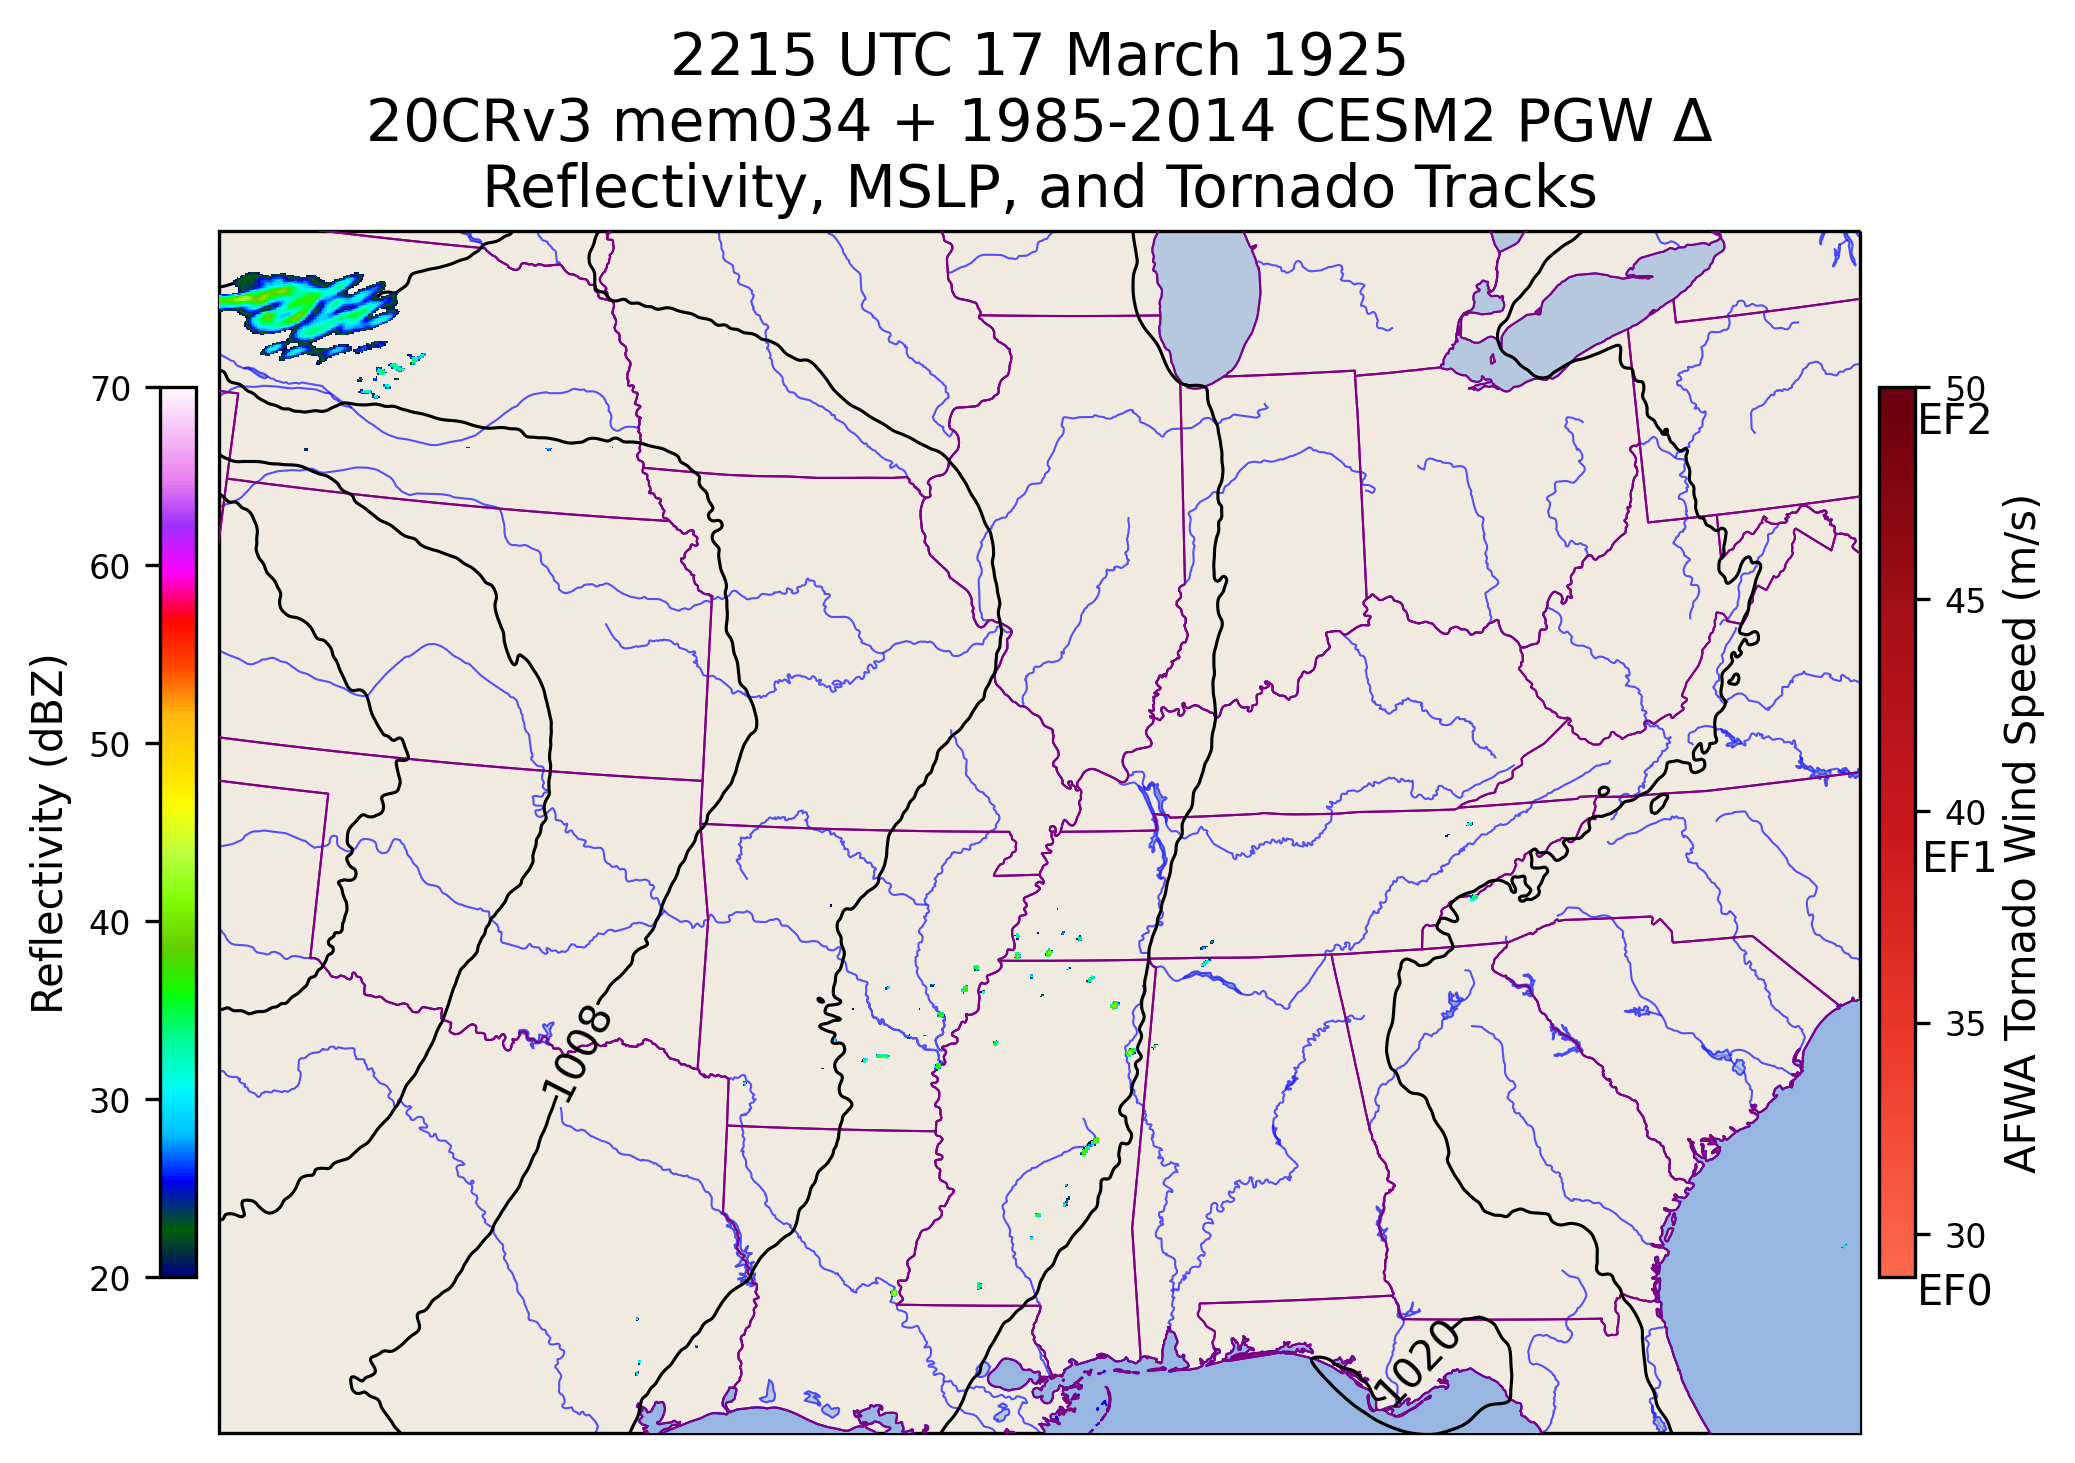 2215 UTC 17 March 1925
20CRv3 mem034 + 1985-2014 CESM2 PGW Δ
Reflectivity, MSLP, and Tornado Tracks
70
60
50
40
30
20
Reflectivity (dBZ)
1008
1020
50
EF2
45
40
EF1
35
30
EF0
AFWA Tornado Wind Speed (m/s)